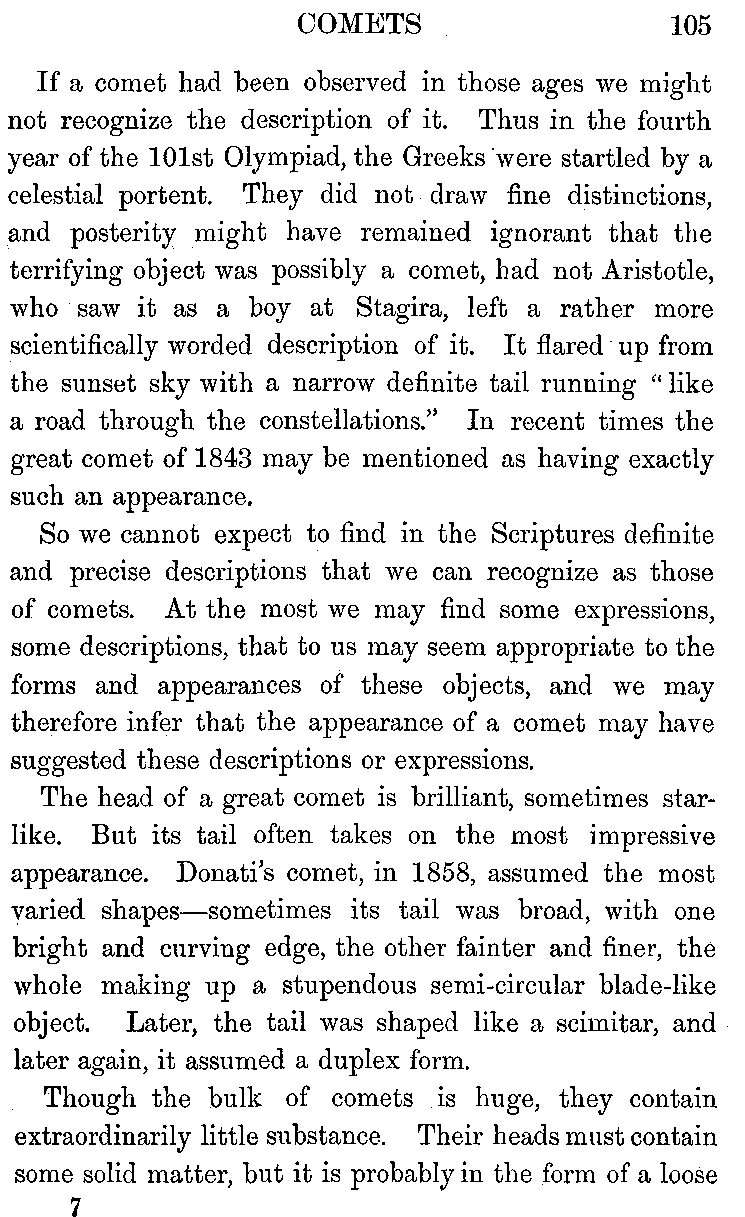 COMETS 105
If a comet had been observed in those ages we might
not recognize the description of it. Thus in the fourth
year of the 101st Olympiad, the Greeks were startled by a
celestial portent. They did not draw fine distinctions,
and posterity might have remained ignorant that the
terrifying object was possibly a comet, had not Aristotle,
who saw it as a boy at Stagira, left a rather more
scientifically worded description of it. It flared up from
the sunset sky with a narrow definite tail running “like
a road through the constellations.” In recent times the
great comet of 1843 may be mentioned as having exactly
such an appearance.
So we cannot expect to find in the Scriptures definite
and precise descriptions that we can recognize as those
of comets. At the most we may find some expressions,
some descriptions, that to us may seem appropriate to the
forms and appearances of these objects, and we may
therefore infer that the appearance of a comet may have
suggested these descriptions or expressions.
The head of a great comet is brilliant, sometimes star-
like. But its tail often takes on the most impressive
appearance. Donati’s comet, in 1858, assumed the most
varied shapes—sometimes its tail was broad, with one
bright and curving edge, the other fainter and finer, the
whole making up a stupendous semi-circular blade-like
object. Later, the tail was shaped like a scimitar, and
later again, it assumed a duplex form.
Though the bulk of comets is huge, they contain
extraordinarily little substance. Their heads must contain
some solid matter, but it is probably in the form of a loose
7